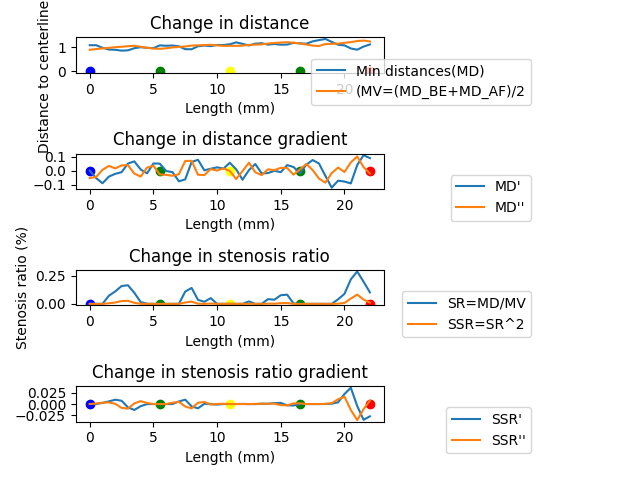 Change in distance
Distance to centerline
1
0
0 5 10 15 20
Length (mm)
Min distances(MD)
(MV=(MD_BE+MD_AF)/2
Change in distance gradient
0.1
0.0
−0.1
0 5 10 15 20
Length (mm)
MD'
MD''
Change in stenosis ratio
Stenosis ratio (%)
0.25
0.00
0 5 10 15 20
Length (mm)
SR=MD/MV
SSR=SR^2
Change in stenosis ratio gradient
0.025
0.000
−0.025
0 5 10 15 20
Length (mm)
SSR'
SSR''